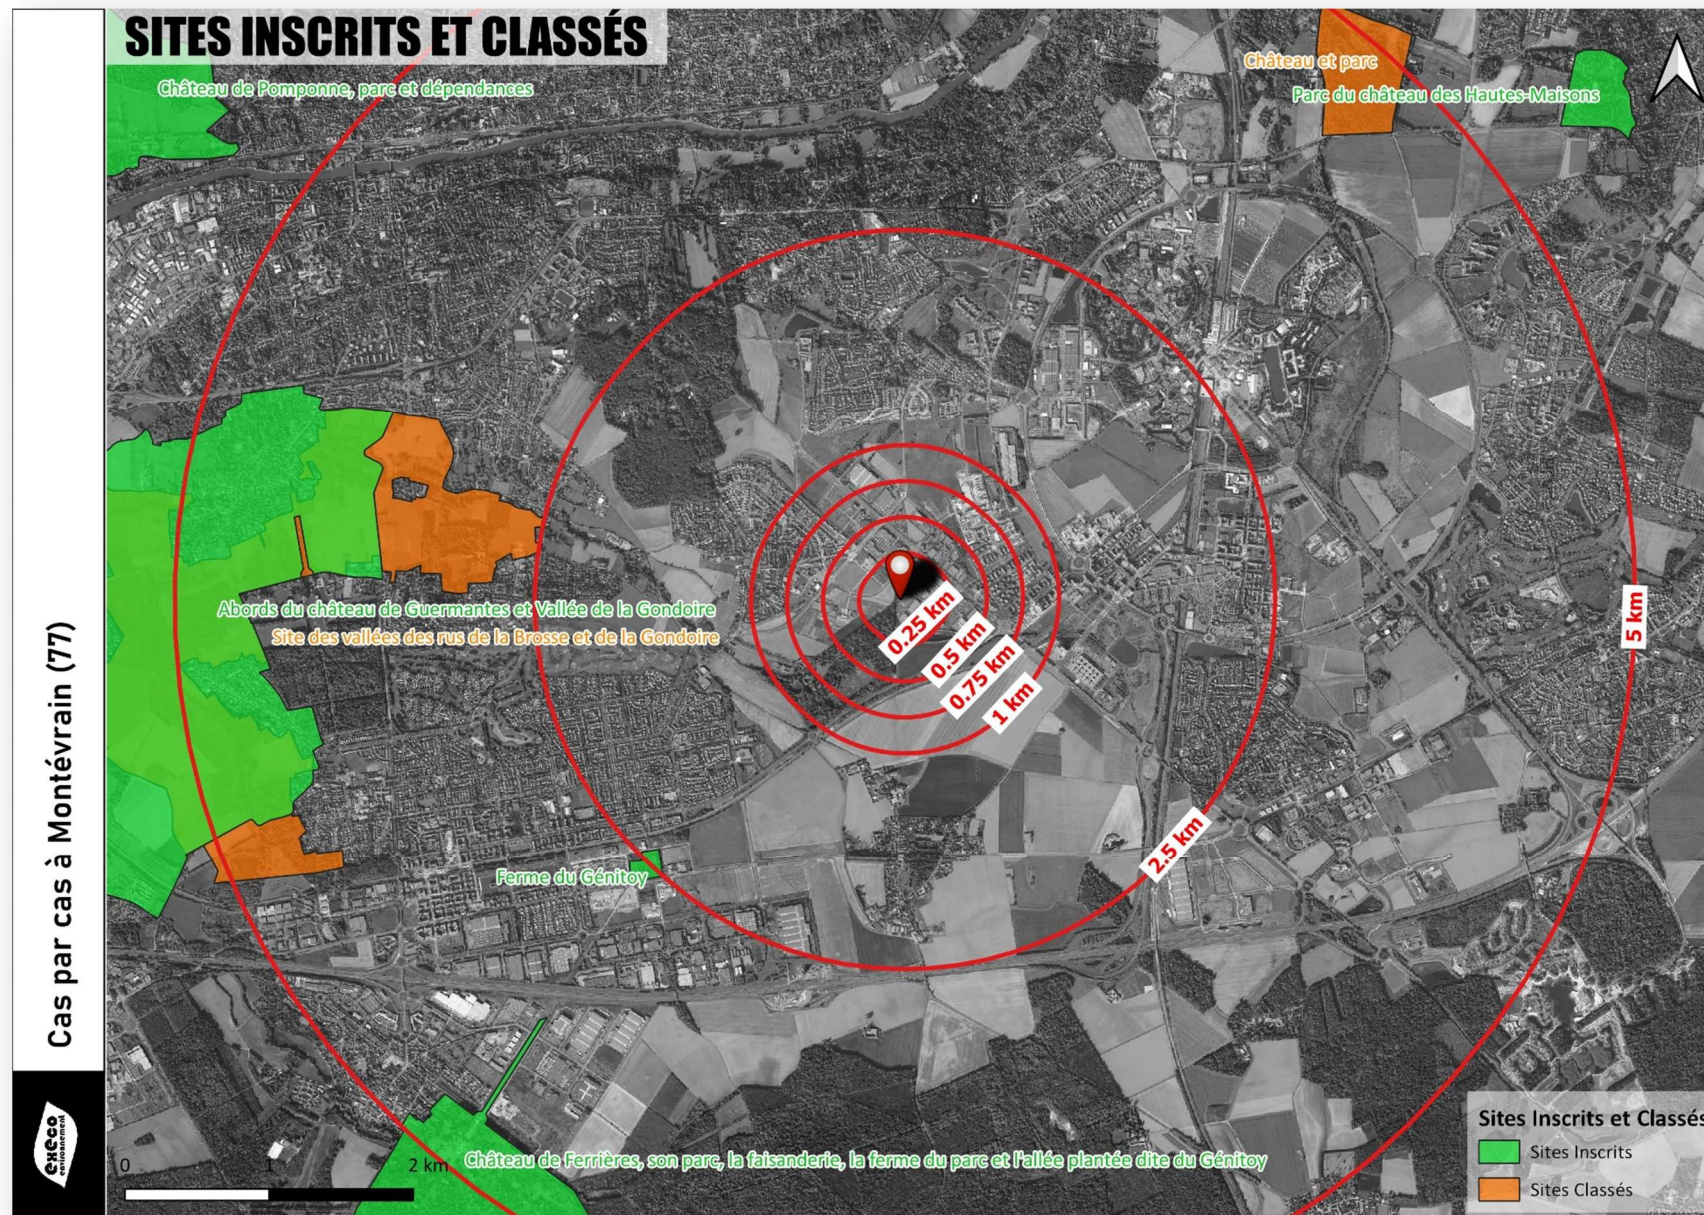 SITES INSCRITS ET CLASSÉS
Château de Pomponne, parc et dépendances
Château et parc
Parc du château des Hautes-Maisons
Abords du château de Guermantes et Vallée de la Gondoire
Site des vallées des rus de la Brosse et de la Gondoire
0.25 km
0.5 km
0.75 km
1 km
2.5 km
5 km
Ferme du Génitoy
Château de Ferrières, son parc, la faisanderie, la ferme du parc et l'allée plantée dite du Génitoy
0 1 2 km
Sites Inscrits et Classés
Sites Inscrits
Sites Classés
Cas par cas à Montévrain (77)
exéco
environnement